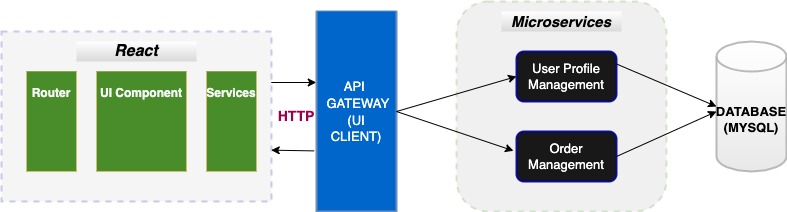 React
Router
UI Component
Services
HTTP
API
GATEWAY
(UI
CLIENT)
Microservices
User Profile
Management
Order
Management
DATABASE
(MYSQL)